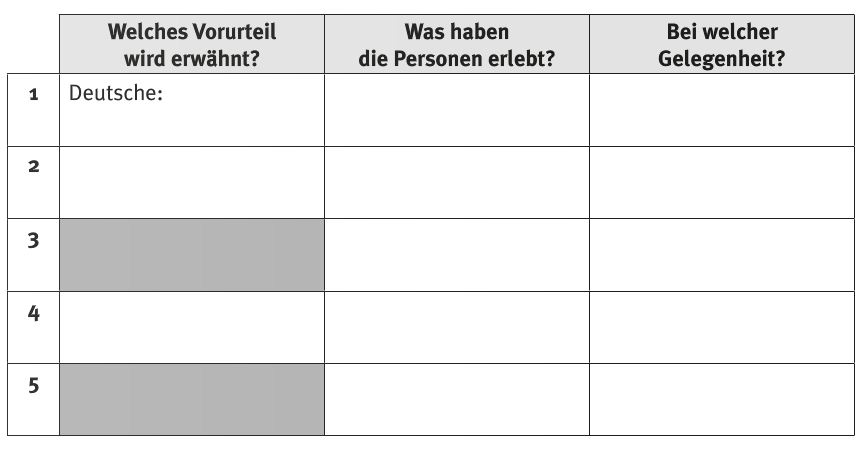 Welches Vorurteil
wird erwähnt?
Was haben
die Personen erlebt?
Bei welcher
Gelegenheit?
1
Deutsche:
2
3
4
5